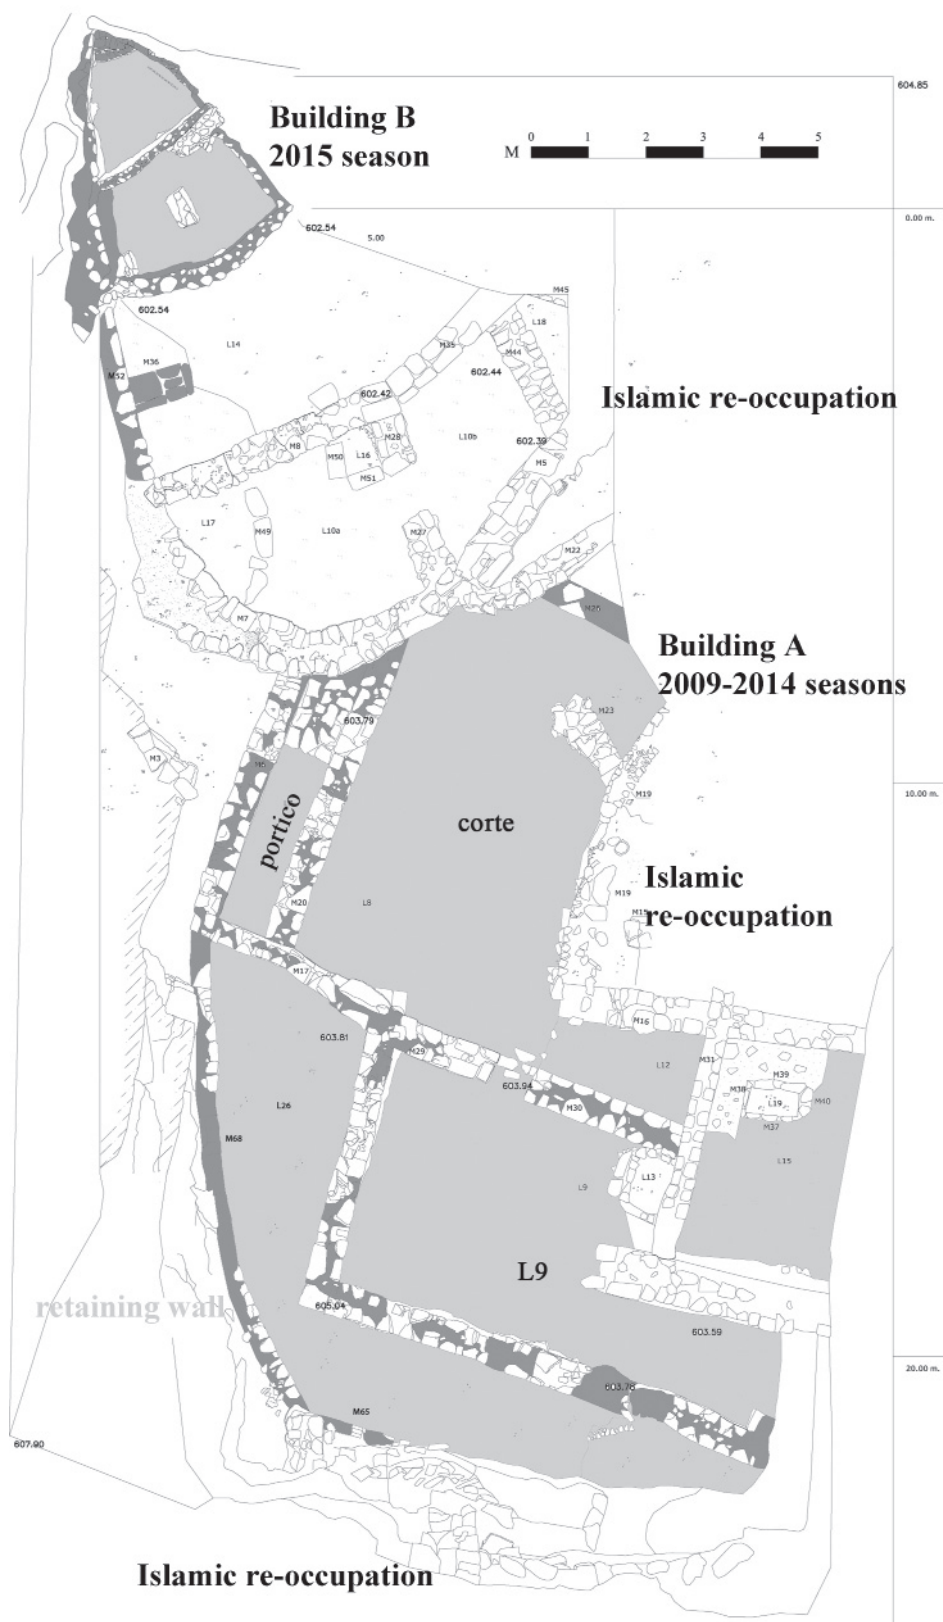 604.85
Building B
2015 season
0 1 2 3 4 5
M
0.00 m.
602.54
5.00
M45
602.54
L14
L18
M36
M35
M44
M52
602.44
602.42
Islamic re-occupation
M8
M28
L10b
602.39
M50
L16
M5
M51
L17
M49
L10a
M27
M22
M7
M26
Building A
2009-2014 seasons
603.79
M23
M3
M6
M19
10.00 m.
portico
corte
M19
Islamic
re-occupation
M20
L8
M15
M17
M16
603.81
M29
L12
M31
M39
603.94
M38
L19
M40
L26
M30
M37
M68
L15
L9
L13
L9
retaining wall
605.04
603.59
20.00 m.
603.78
M65
607.90
Islamic re-occupation